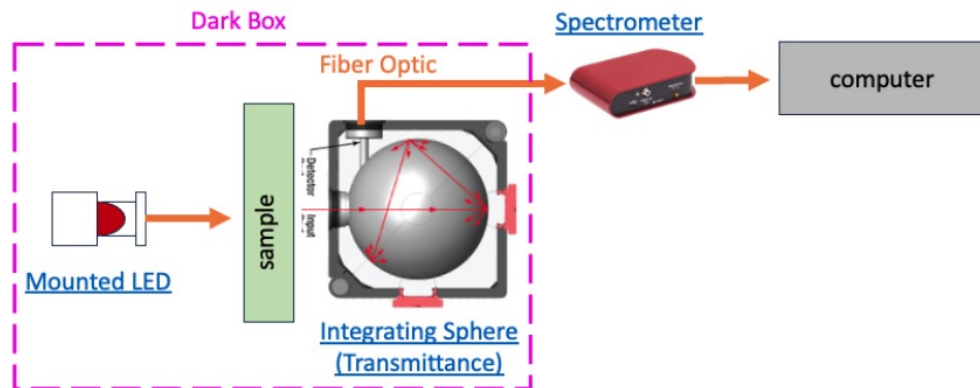 Dark Box
Spectrometer
Fiber Optic
computer
Detector
Input
sample
Mounted LED
Integrating Sphere
(Transmittance)